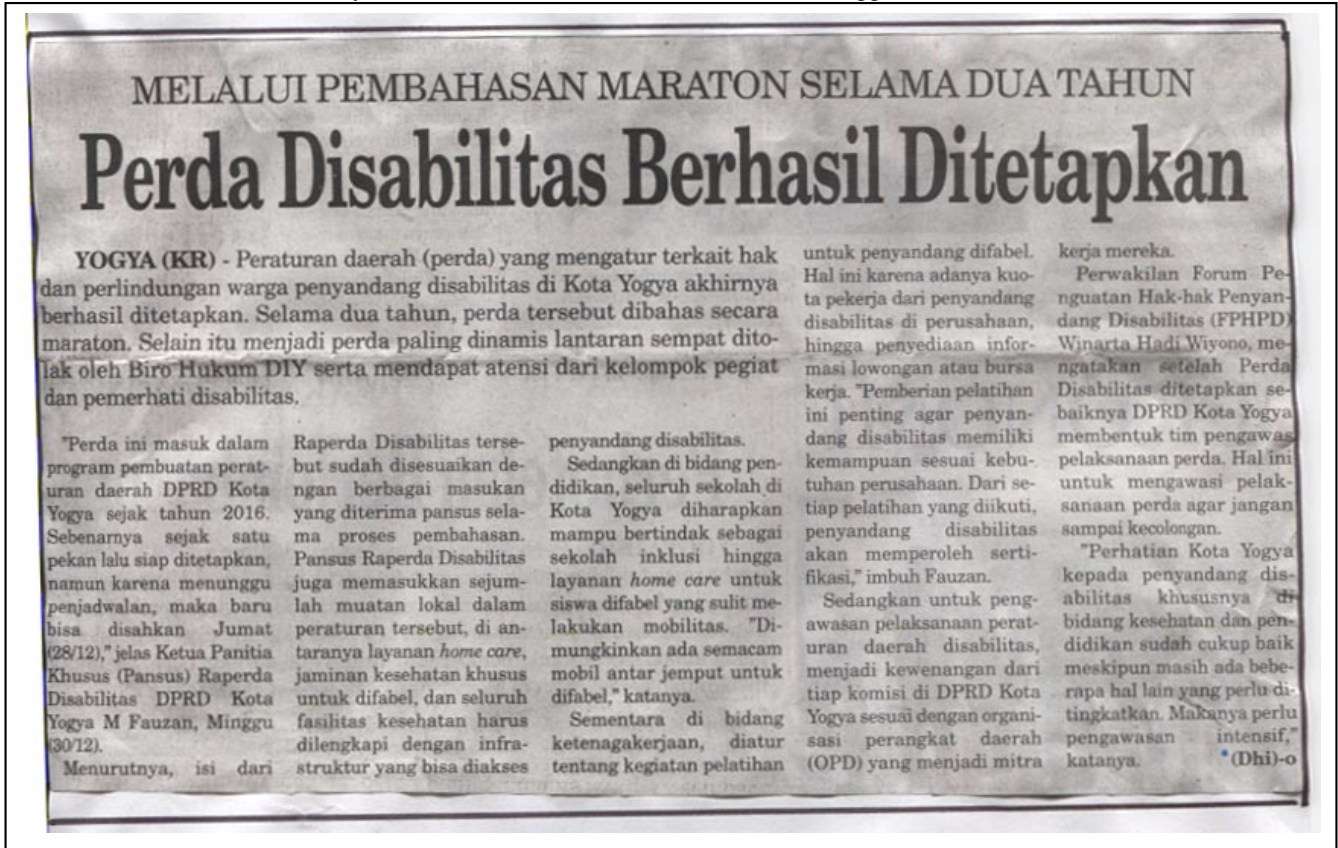 MELALUI PEMBAHASAN MARATON SELAMA DUA TAHUN
Perda Disabilitas Berhasil Ditetapkan
YOGYA (KR) - Peraturan daerah (perda) yang mengatur terkait hak
dan perlindungan warga penyandang disabilitas di Kota Yogya akhirnya
berhasil ditetapkan. Selama dua tahun, perda tersebut dibahas secara
maraton. Selain itu menjadi perda paling dinamis lantaran sempat dito-
lak oleh Biro Hukum DIY serta mendapat atensi dari kelompok pegiat
dan pemerhati disabilitas.
"Perda ini masuk dalam
program pembuatan perat-
uran daerah DPRD Kota
Yogya sejak tahun 2016.
Sebenarnya sejak satu
pekan lalu siap ditetapkan,
namun karena menunggu
penjadwalan, maka baru
bisa disahkan Jumat
(28/12)," jelas Ketua Panitia
Khusus (Pansus) Raperda
Disabilitas DPRD Kota
Yogya M Fauzan, Minggu
(30/12).
Menurutnya, isi dari
Raperda Disabilitas terse-
but sudah disesuaikan de-
ngan berbagai masukan
yang diterima pansus sela-
ma proses pembahasan.
Pansus Raperda Disabilitas
juga memasukkan sejum-
lah muatan lokal dalam
peraturan tersebut, di an-
taranya layanan home care,
jaminan kesehatan khusus
untuk difabel, dan seluruh
fasilitas kesehatan harus
dilengkapi dengan infra-
struktur yang bisa diakses
penyandang disabilitas.
Sedangkan di bidang pen-
didikan, seluruh sekolah di
Kota Yogya diharapkan
mampu bertindak sebagai
sekolah inklusi hingga
layanan home care untuk
siswa difabel yang sulit me-
lakukan mobilitas. "Di-
mungkinkan ada semacam
mobil antar jemput untuk
difabel," katanya.
Sementara di bidang
ketenagakerjaan, diatur
tentang kegiatan pelatihan
untuk penyandang difabel.
Hal ini karena adanya kuo-
ta pekerja dari penyandang
disabilitas di perusahaan,
hingga penyediaan infor-
masi lowongan atau bursa
kerja. "Pemberian pelatihan
ini penting agar penyan-
dang disabilitas memiliki
kemampuan sesuai kebu-
tuhan perusahaan. Dari se-
tiap pelatihan yang diikuti,
penyandang disabilitas
akan memperoleh serti-
fikasi," imbuh Fauzan.
Sedangkan untuk peng-
awasan pelaksanaan perat-
uran daerah disabilitas,
menjadi kewenangan dari
tiap komisi di DPRD Kota
Yogya sesuai dengan organi-
sasi perangkat daerah
(OPD) yang menjadi mitra
kerja mereka.
Perwakilan Forum Pe-
nguatan Hak-hak Penyan-
dang Disabilitas (FPHPD)
Wjnarta Hadi Wiyono, me-
ngatakan setelah Perda
Disabilitas ditetapkan se-
baiknya DPRD Kota Yogya
membentuk tim pengawas
pelaksanaan perda. Hal ini
untuk mengawasi pelak-
sanaan perda agar jangan
sampai kecolongan.
"Perhatian Kota Yogya
kepada penyandang dis-
abilitas khususnya di
bidang kesehatan dan pen-
didikan sudah cukup baik
meskipun masih ada bebe-
rapa hal lain yang perlu di-
tingkatkan. Makanya perlu
pengawasan intensif,"
katanya. *(Dhi)-o